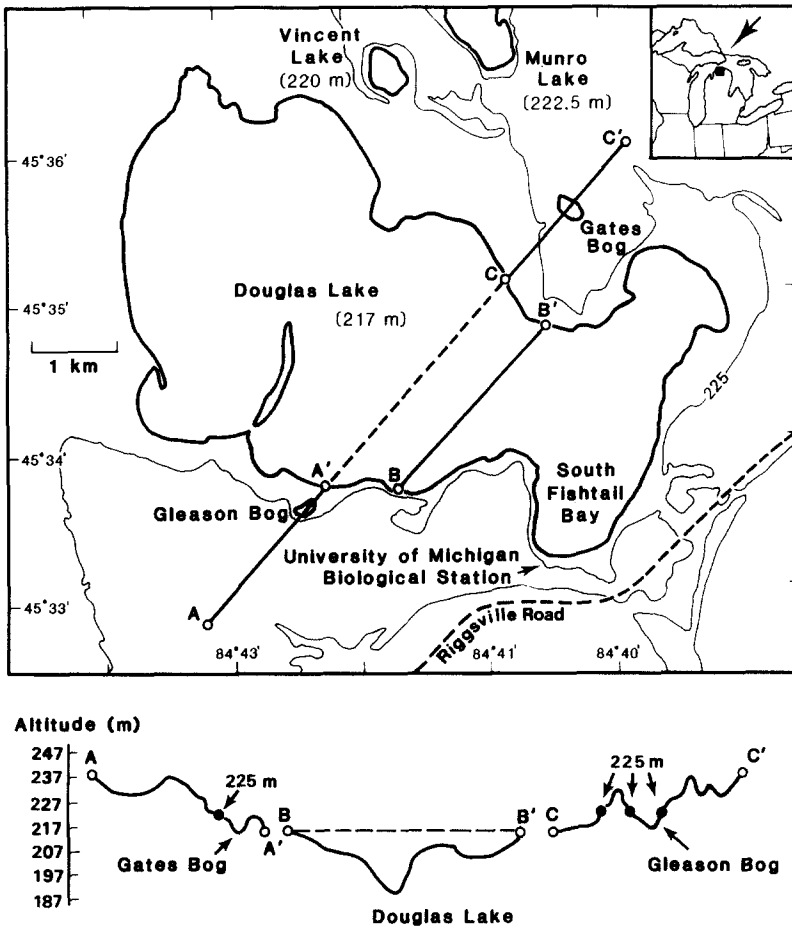 Vincent
Lake
(220 m)
Munro
Lake
(222.5 m)
C'
45°36'
Gates
Bog
C
Douglas Lake
(217 m)
B'
45°35'
1 km
225
45°34'
A'
B
South
Fishtail
Bay
Gleason Bog
University of Michigan
Biological Station
45°33'
A
Riggsville Road
84°43'
84°41'
84°40'
Altitude (m)
247
237
227
217
207
197
187
A
225 m
Gates Bog
A'
B
B'
C
225 m
C'
Gleason Bog
Douglas Lake